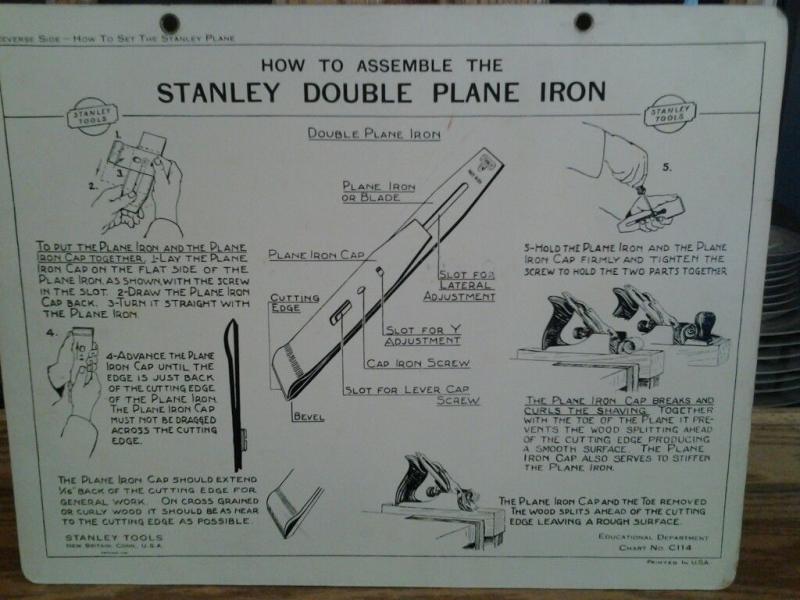 REVERSE SIDE - HOW TO SET THE STANLEY PLANE
HOW TO ASSEMBLE THE
STANLEY DOUBLE PLANE IRON
STANLEY
TOOLS
STANLEY
TOOLS
1.
2.
3.
TO PUT THE PLANE IRON AND THE PLANE
IRON CAP TOGETHER, 1-LAY THE PLANE
IRON CAP ON THE FLAT SIDE OF THE
PLANE IRON, AS SHOWN, WITH THE SCREW
IN THE SLOT. 2-DRAW THE PLANE IRON
CAP BACK. 3-TURN IT STRAIGHT WITH
THE PLANE IRON.
4.
4-ADVANCE THE PLANE
IRON CAP UNTIL THE
EDGE IS JUST BACK
OF THE CUTTING EDGE
OF THE PLANE IRON.
THE PLANE IRON CAP
MUST NOT BE DRAGGED
ACROSS THE CUTTING
EDGE.
THE PLANE IRON CAP SHOULD EXTEND
1/16" BACK OF THE CUTTING EDGE FOR
GENERAL WORK. ON CROSS GRAINED
OR CURLY WOOD IT SHOULD BE AS NEAR
TO THE CUTTING EDGE AS POSSIBLE.
STANLEY TOOLS
NEW BRITAIN, CONN., U.S.A.
DOUBLE PLANE IRON
PLANE IRON
OR BLADE
PLANE IRON CAP
CUTTING
EDGE
SLOT FOR
LATERAL
ADJUSTMENT
SLOT FOR Y
ADJUSTMENT
CAP IRON SCREW
SLOT FOR LEVER CAP
SCREW
BEVEL
5.
5-HOLD THE PLANE IRON AND THE PLANE
IRON CAP FIRMLY AND TIGHTEN THE
SCREW TO HOLD THE TWO PARTS TOGETHER
THE PLANE IRON CAP BREAKS AND
CURLS THE SHAVING. TOGETHER
WITH THE TOE OF THE PLANE IT PRE-
VENTS THE WOOD SPLITTING AHEAD
OF THE CUTTING EDGE PRODUCING
A SMOOTH SURFACE. THE PLANE
IRON CAP ALSO SERVES TO STIFFEN
THE PLANE IRON.
THE PLANE IRON CAP AND THE TOE REMOVED
THE WOOD SPLITS AHEAD OF THE CUTTING
EDGE LEAVING A ROUGH SURFACE.
EDUCATIONAL DEPARTMENT
CHART NO. C114
PRINTED IN U.S.A.